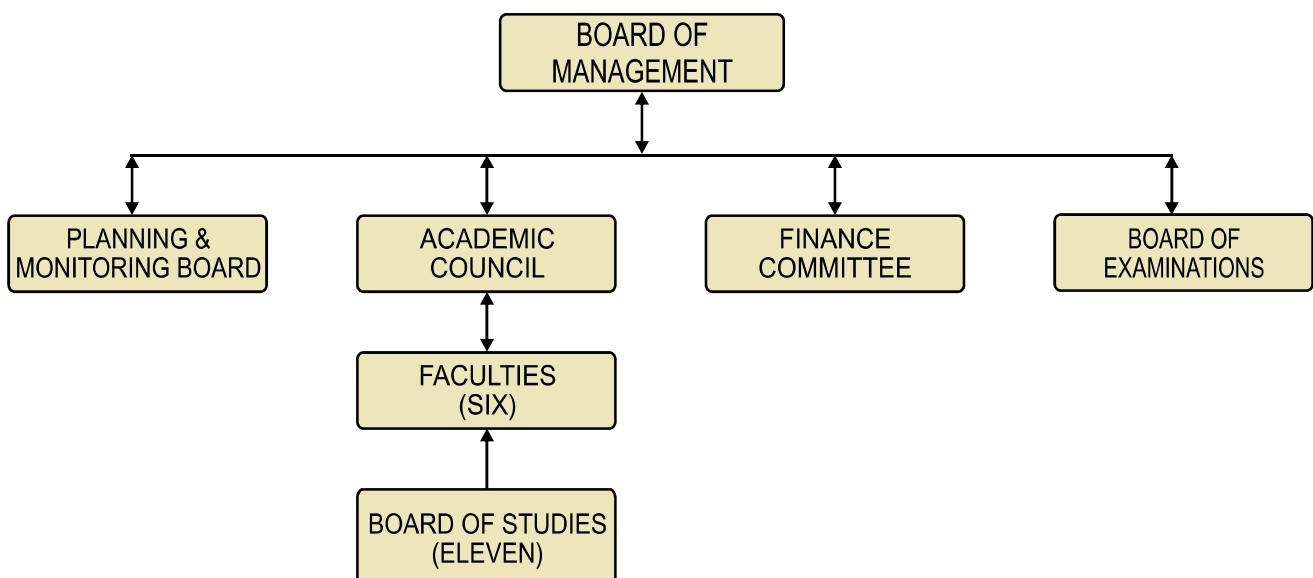 BOARD OF
MANAGEMENT
PLANNING &
MONITORING BOARD
ACADEMIC
COUNCIL
FINANCE
COMMITTEE
BOARD OF
EXAMINATIONS
FACULTIES
(SIX)
BOARD OF STUDIES
(ELEVEN)